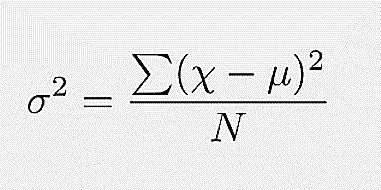 σ² = ∑(χ − μ)² / N